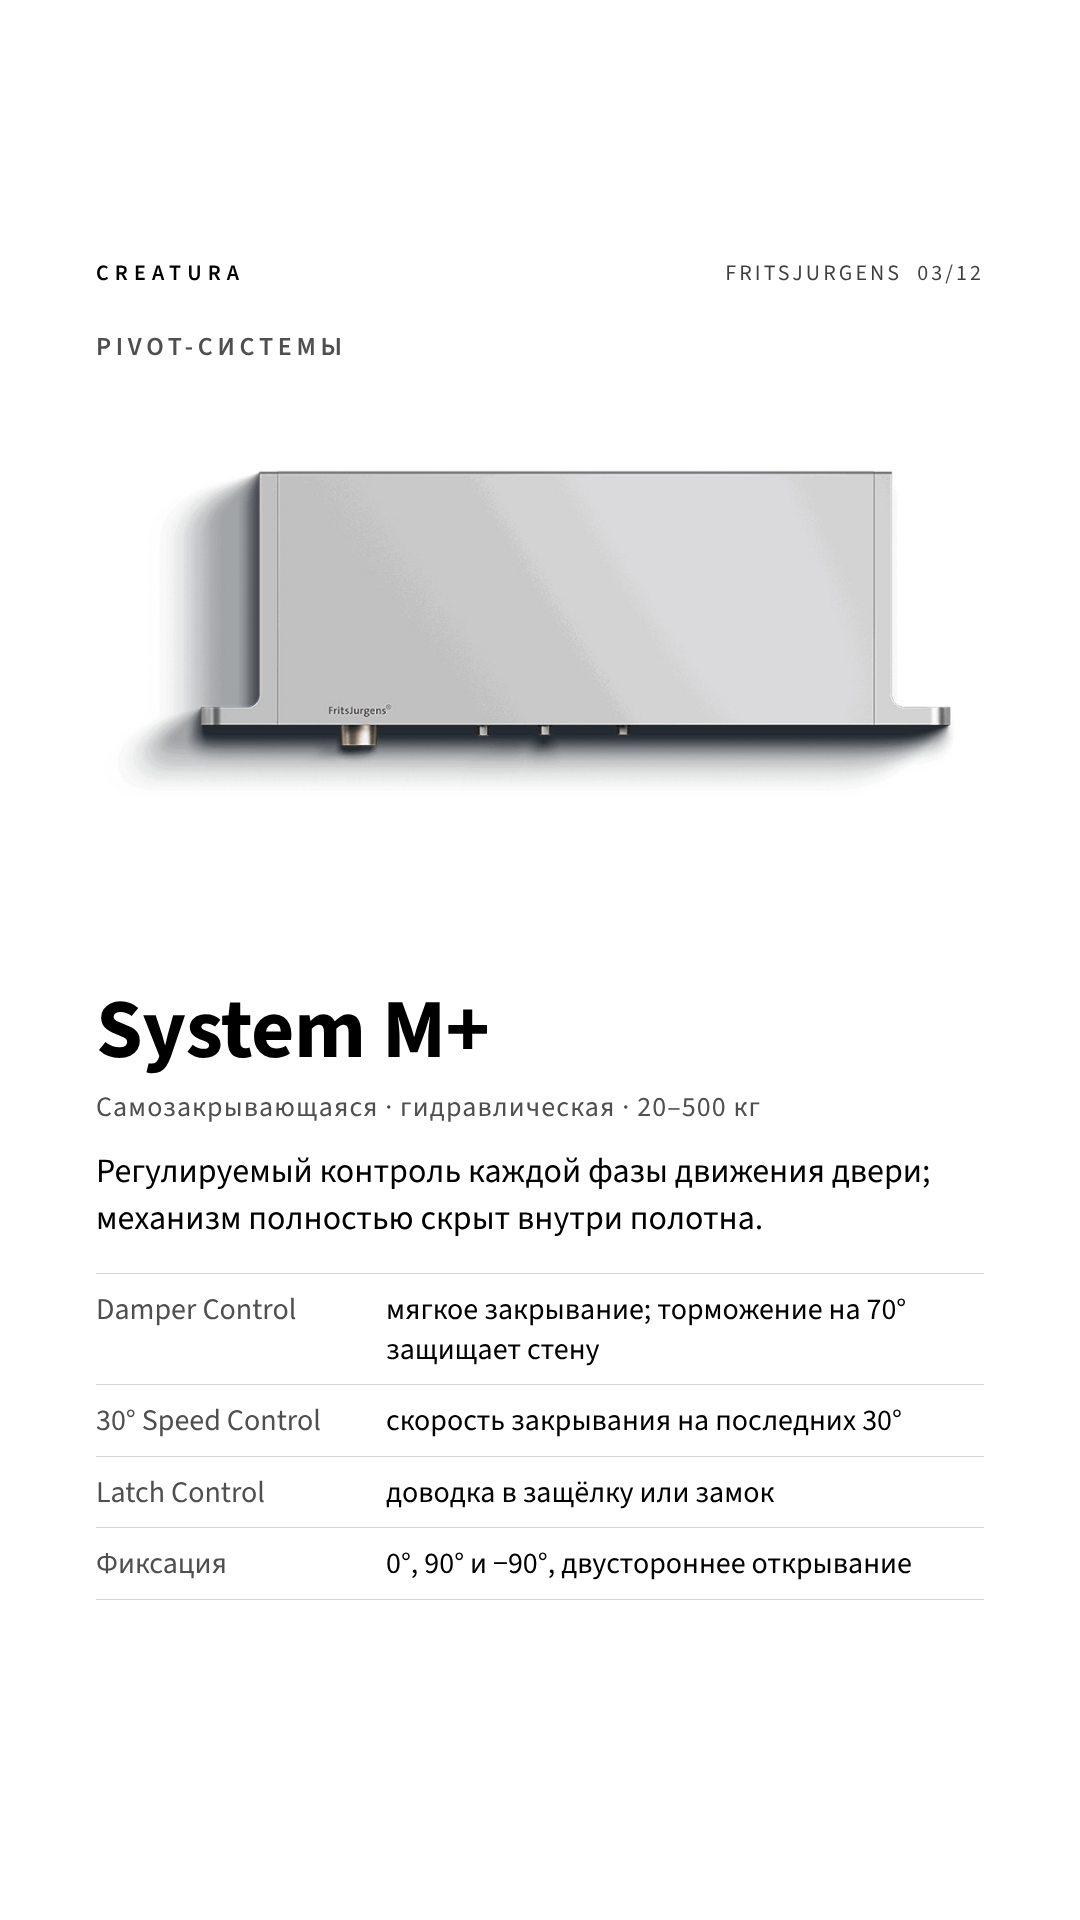 CREATURA
FRITSJURGENS 03/12
PIVOT-СИСТЕМЫ
FritsJurgens®
System M+
Самозакрывающаяся · гидравлическая · 20–500 кг
Регулируемый контроль каждой фазы движения двери;
механизм полностью скрыт внутри полотна.
Damper Control
мягкое закрывание; торможение на 70°
защищает стену
30° Speed Control
скорость закрывания на последних 30°
Latch Control
доводка в защёлку или замок
Фиксация
0°, 90° и −90°, двустороннее открывание